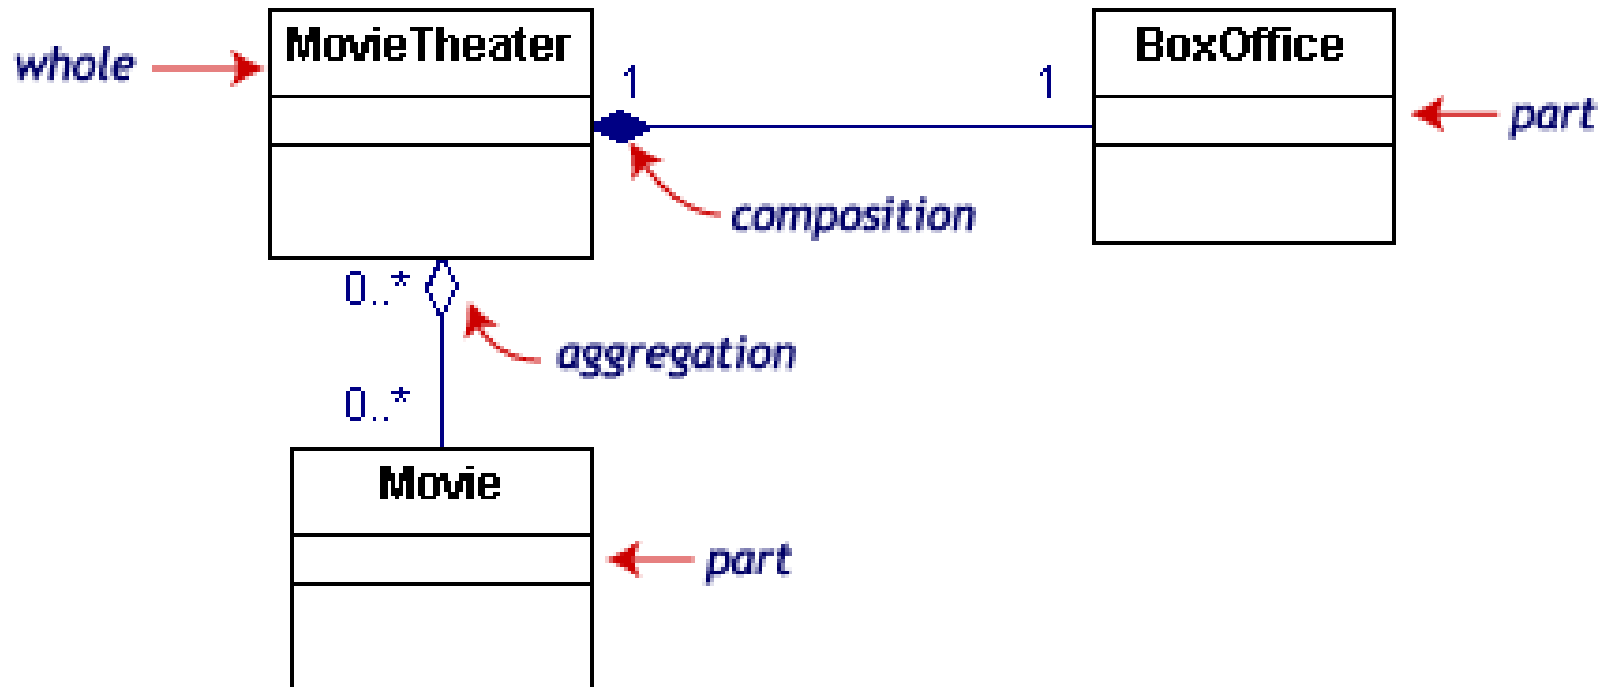 MovieTheater
BoxOffice
whole
1
1
part
composition
0..*
aggregation
0..*
Movie
part